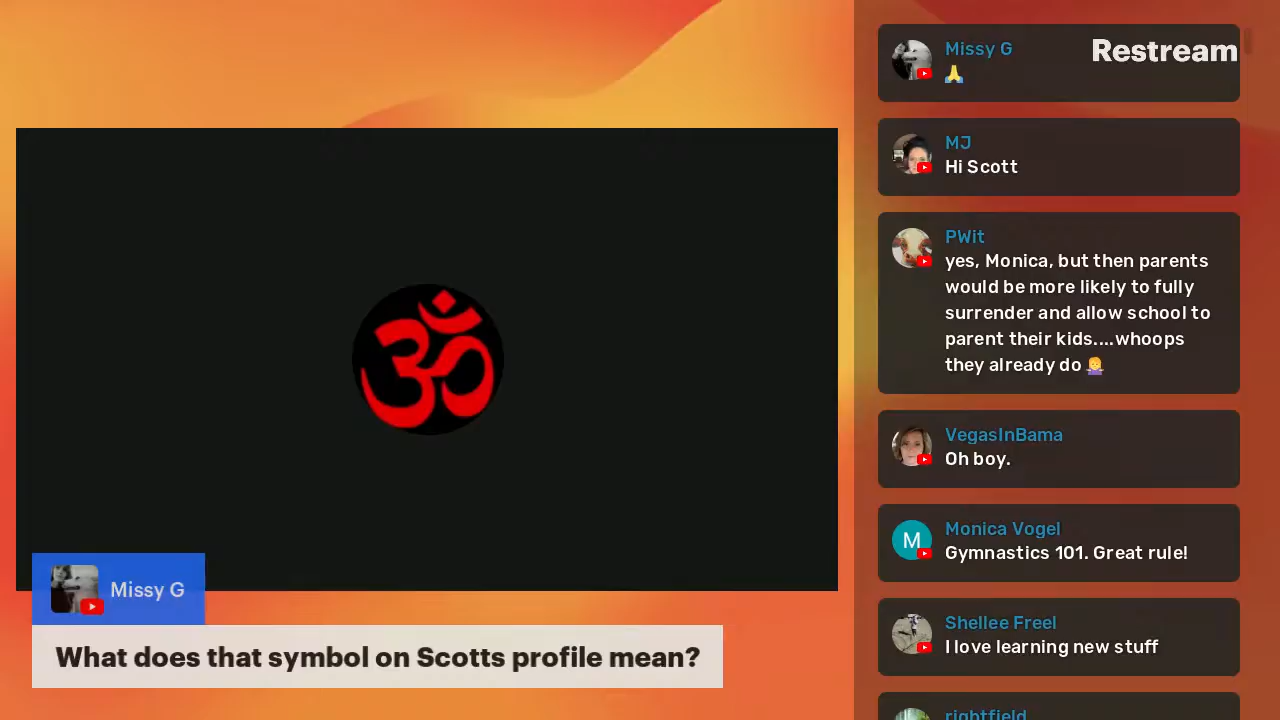 Restream
Missy G
🙏
MJ
Hi Scott
PWit
yes, Monica, but then parents
would be more likely to fully
surrender and allow school to
parent their kids....whoops
they already do 🤦‍♀️
VegasInBama
Oh boy.
M
Monica Vogel
Gymnastics 101. Great rule!
Shellee Freel
I love learning new stuff
rightfield
ॐ
Missy G
What does that symbol on Scotts profile mean?